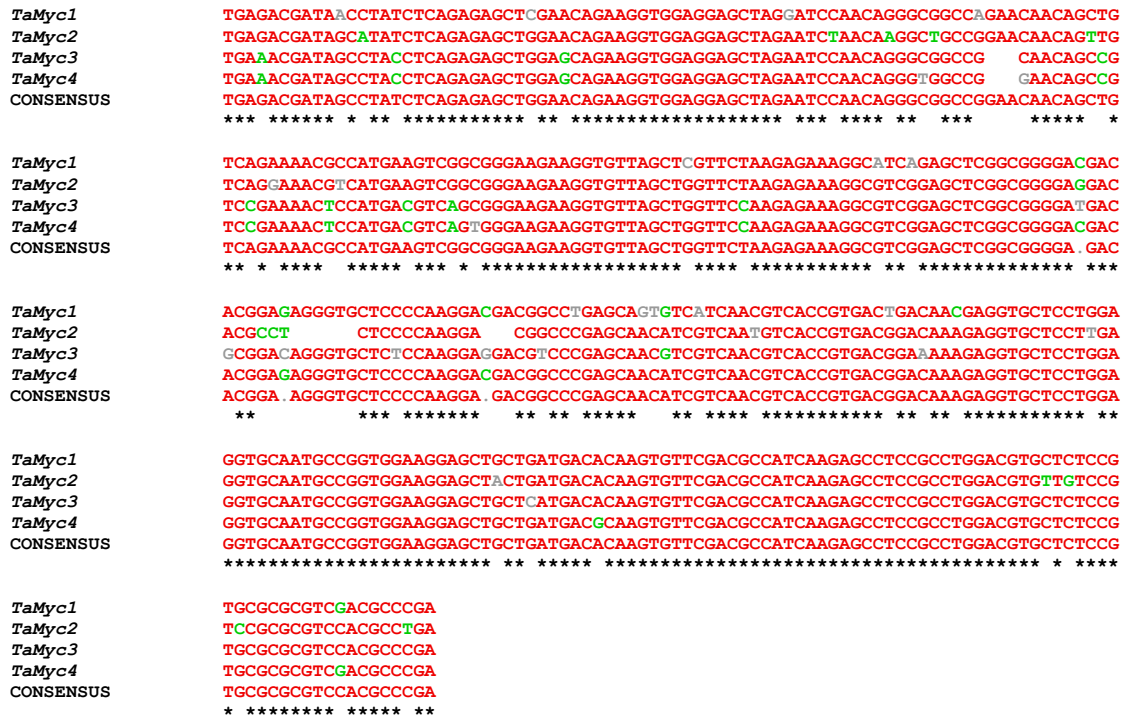 TaMyc1 TGAGACGATAACCTATCTCAGAGAGCTCGAACAGAAGGTGGAGGAGCTAGGATCCAACAGGGCGGCCAGAACAACAGCTG
TaMyc2 TGAGACGATAGCATATCTCAGAGAGCTGGAACAGAAGGTGGAGGAGCTAGAATCTAACAAGGCTGCCGGAACAACAGTTG
TaMyc3 TGAAACGATAGCCTACCTCAGAGAGCTGGAGCAGAAGGTGGAGGAGCTAGAATCCAACAGGGCGGCCG   CAACAGCCG
TaMyc4 TGAAACGATAGCCTACCTCAGAGAGCTGGAGCAGAAGGTGGAGGAGCTAGAATCCAACAGGGTGGCCG   GAACAGCCG
CONSENSUS TGAGACGATAGCCTATCTCAGAGAGCTGGAACAGAAGGTGGAGGAGCTAGAATCCAACAGGGCGGCCGGAACAACAGCTG
*** ****** * ** *********** ** ********************* **** ** ***    ***** *
TaMyc1 TCAGAAAACGCCATGAAGTCGGCGGGAAGAAGGTGTTAGCTCGTTCTAAGAGAAAGGCATCAGAGCTCGGCGGGGACGAC
TaMyc2 TCAGGAAACGTCATGAAGTCGGCGGGAAGAAGGTGTTAGCTGGTTCTAAGAGAAAGGCGTCGGAGCTCGGCGGGGAGGAC
TaMyc3 TCCGAAAACTCCATGACGTCAGCGGGAAGAAGGTGTTAGCTGGTTCCAAGAGAAAGGCGTCGGAGCTCGGCGGGGATGAC
TaMyc4 TCCGAAAACTCCATGACGTCAGTGGGAAGAAGGTGTTAGCTGGTTCCAAGAGAAAGGCGTCGGAGCTCGGCGGGGACGAC
CONSENSUS TCAGAAAACGCCATGAAGTCGGCGGGAAGAAGGTGTTAGCTGGTTCTAAGAGAAAGGCGTCGGAGCTCGGCGGGGA.GAC
** * ****  ***** *** * ****************** **** *********** ** ************** ***
TaMyc1 ACGGAGAGGGTGCTCCCCAAGGACGACGGCCTGAGCAGTGTCATCAACGTCACCGTGACTGACAACGAGGTGCTCCTGGA
TaMyc2 ACGCCT      CTCCCCAAGGA   CGGCCCGAGCAACATCGTCAATGTCACCGTGACGGACAAAGAGGTGCTCCTTGA
TaMyc3 GCGGACAGGGTGCTCTCCAAGGAGGACGTCCCGAGCAACGTCGTCAACGTCACCGTGACGGAAAAAGAGGTGCTCCTGGA
TaMyc4 ACGGAGAGGGTGCTCCCCAAGGACGACGGCCCGAGCAACATCGTCAACGTCACCGTGACGGACAAAGAGGTGCTCCTGGA
CONSENSUS ACGGA.AGGGTGCTCCCCAAGGA.GACGGCCCGAGCAACATCGTCAACGTCACCGTGACGGACAAAGAGGTGCTCCTGGA
**         *** *******   ** ** *****   ** **** *********** ** ** *********** **
TaMyc1 GGTGCAATGCCGGTGGAAGGAGCTGCTGATGACACAAGTGTTCGACGCCATCAAGAGCCTCCGCCTGGACGTGCTCTCCG
TaMyc2 GGTGCAATGCCGGTGGAAGGAGCTACTGATGACACAAGTGTTCGACGCCATCAAGAGCCTCCGCCTGGACGTGTTGTCCG
TaMyc3 GGTGCAATGCCGGTGGAAGGAGCTGCTCATGACACAAGTGTTCGACGCCATCAAGAGCCTCCGCCTGGACGTGCTCTCCG
TaMyc4 GGTGCAATGCCGGTGGAAGGAGCTGCTGATGACGCAAGTGTTCGACGCCATCAAGAGCCTCCGCCTGGACGTGCTCTCCG
CONSENSUS GGTGCAATGCCGGTGGAAGGAGCTGCTGATGACACAAGTGTTCGACGCCATCAAGAGCCTCCGCCTGGACGTGCTCTCCG
************************ ** ***** *************************************** * ****
TaMyc1 TGCGCGCGTCGACGCCCGA
TaMyc2 TCCGCGCGTCCACGCCTGA
TaMyc3 TGCGCGCGTCCACGCCCGA
TaMyc4 TGCGCGCGTCGACGCCCGA
CONSENSUS TGCGCGCGTCCACGCCCGA
* ******** ***** **